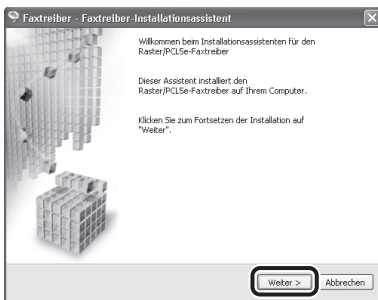 Faxtreiber - Faxtreiber-Installationsassistent
Willkommen beim Installationsassistenten für den
Raster/PCL5e-Faxtreiber
Dieser Assistent installiert den
Raster/PCL5e-Faxtreiber auf Ihrem Computer.
Klicken Sie zum Fortsetzen der Installation auf
"Weiter".
Weiter >
Abbrechen